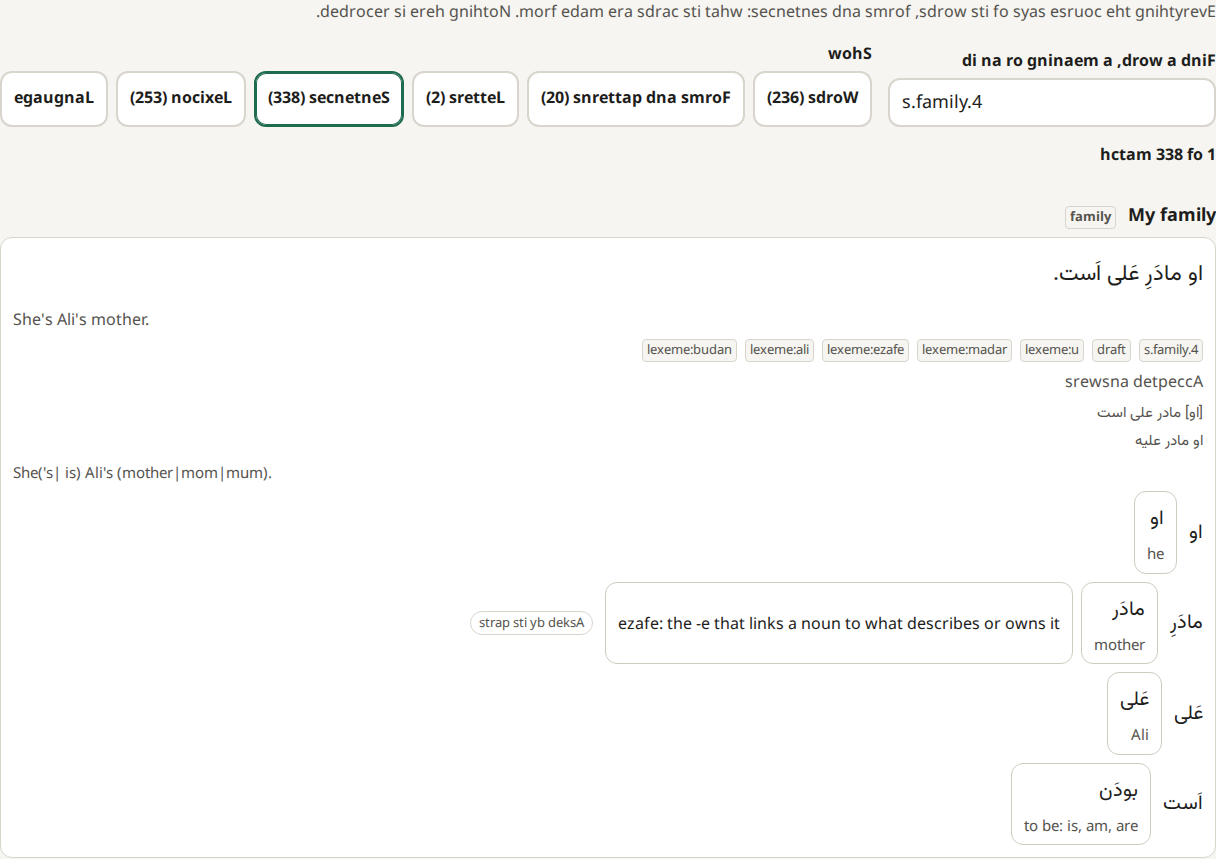 .dedrocer si ereh gnihtoN .morf edam era sdrac sti tahw :secnetnes dna smrof ,sdrow sti fo syas esruoc eht gnihtyrevE
di na ro gninaem a ,drow a dniF
s.family.4
wohS
(236) sdroW
(20) snrettap dna smroF
(2) sretteL
(338) secnetneS
(253) nocixeL
egaugnaL
hctam 338 fo 1
My family
family
او مادَرِ عَلی اَست.
She's Ali's mother.
s.family.4
draft
lexeme:u
lexeme:madar
lexeme:ezafe
lexeme:ali
lexeme:budan
srewsna detpeccA
[او] مادر علی است
او مادر علیه
She('s| is) Ali's (mother|mom|mum).
او
او
he
مادَرِ
مادَر
mother
ezafe: the -e that links a noun to what describes or owns it
strap sti yb deksA
عَلی
عَلی
Ali
اَست
بودَن
to be: is, am, are